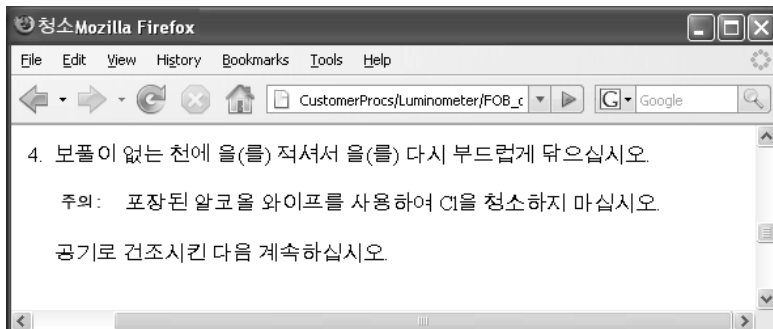 청소Mozilla Firefox
File Edit View History Bookmarks Tools Help
CustomerProcs/Luminometer/FOB_c G Google
4. 보풀이 없는 천에 을(를) 적셔서 을(를) 다시 부드럽게 닦으십시오.
주의: 포장된 알코올 와이프를 사용하여 Cl을 청소하지 마십시오.
공기로 건조시킨 다음 계속하십시오.